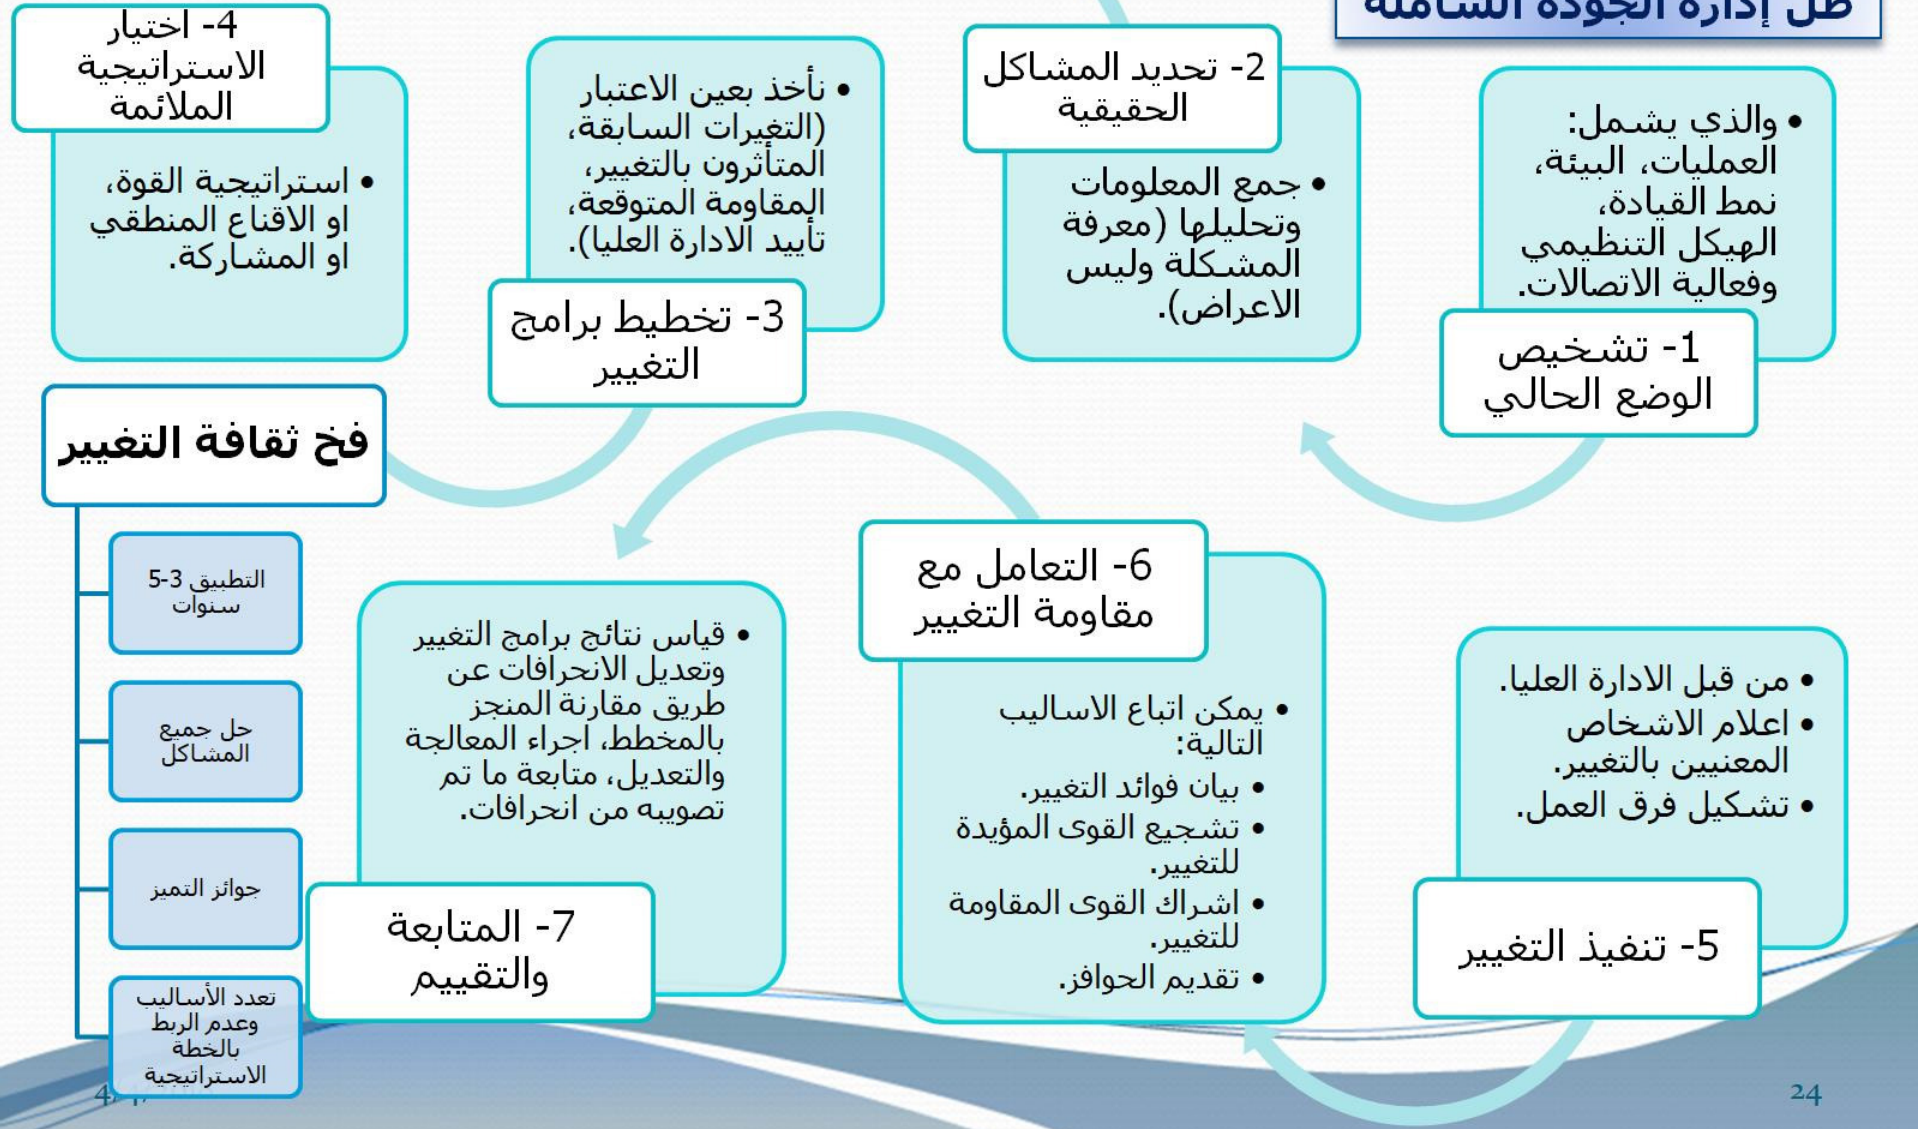 ظل إدارة الجودة الشاملة
1- تشخيص
الوضع الحالي
• والذي يشمل:
العمليات، البيئة،
نمط القيادة،
الهيكل التنظيمي
وفعالية الاتصالات.
2- تحديد المشاكل
الحقيقية
• جمع المعلومات
وتحليلها (معرفة
المشكلة وليس
الاعراض).
3- تخطيط برامج
التغيير
• نأخذ بعين الاعتبار
(التغيرات السابقة،
المتأثرون بالتغيير،
المقاومة المتوقعة،
تأييد الادارة العليا).
4- اختيار
الاستراتيجية
الملائمة
• استراتيجية القوة،
او الاقناع المنطقي
او المشاركة.
5- تنفيذ التغيير
• من قبل الادارة العليا.
• اعلام الاشخاص
المعنيين بالتغيير.
• تشكيل فرق العمل.
6- التعامل مع
مقاومة التغيير
• يمكن اتباع الاساليب
التالية:
• بيان فوائد التغيير.
• تشجيع القوى المؤيدة
للتغيير.
• اشراك القوى المقاومة
للتغيير.
• تقديم الحوافز.
7- المتابعة
والتقييم
• قياس نتائج برامج التغيير
وتعديل الانحرافات عن
طريق مقارنة المنجز
بالمخطط، اجراء المعالجة
والتعديل، متابعة ما تم
تصويبه من انحرافات.
فخ ثقافة التغيير
التطبيق 3-5
سنوات
حل جميع
المشاكل
جوائز التميز
تعدد الأساليب
وعدم الربط
بالخطة
الاستراتيجية
24